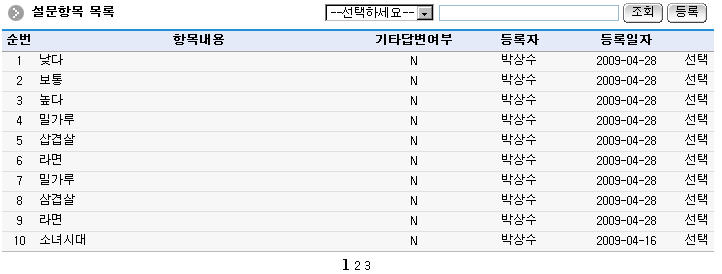 설문항목 목록 --선택하세요-- 조회 등록
순번 항목내용 기타답변여부 등록자 등록일자
1 낮다 N 박상수 2009-04-28 선택
2 보통 N 박상수 2009-04-28 선택
3 높다 N 박상수 2009-04-28 선택
4 밀가루 N 박상수 2009-04-28 선택
5 삽겹살 N 박상수 2009-04-28 선택
6 라면 N 박상수 2009-04-28 선택
7 밀가루 N 박상수 2009-04-28 선택
8 삼겹살 N 박상수 2009-04-28 선택
9 라면 N 박상수 2009-04-28 선택
10 소녀시대 N 박상수 2009-04-16 선택
1 2 3